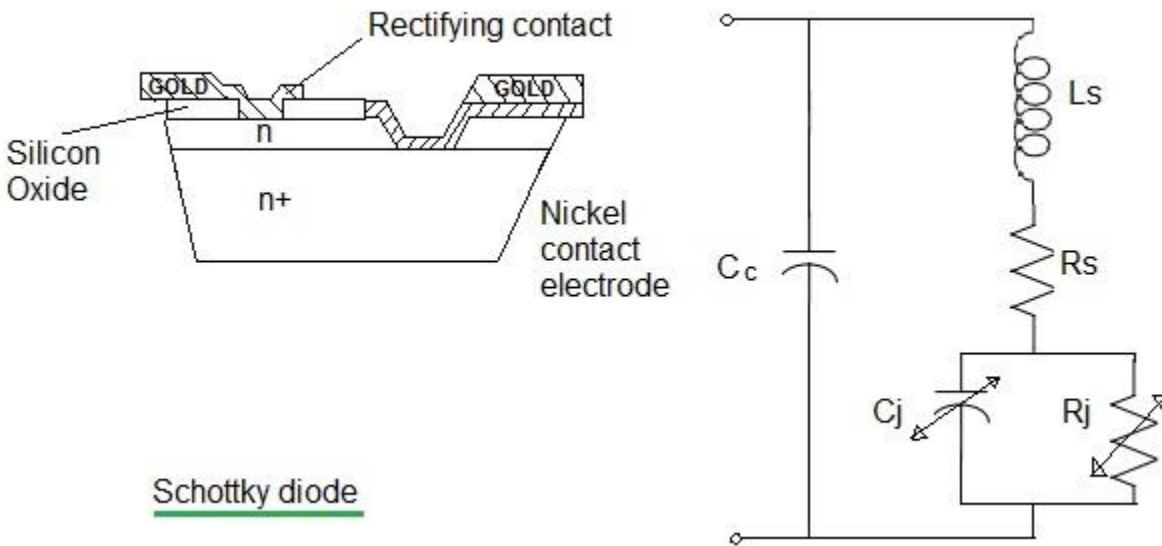 Rectifying contact
GOLD
GOLD
n
Silicon
Oxide
n+
Nickel
contact
electrode
Schottky diode
Ls
Cc
Rs
Cj
Rj